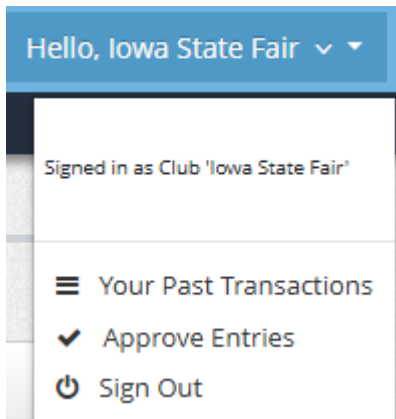 Hello, Iowa State Fair
Signed in as Club 'Iowa State Fair'
Your Past Transactions
Approve Entries
Sign Out